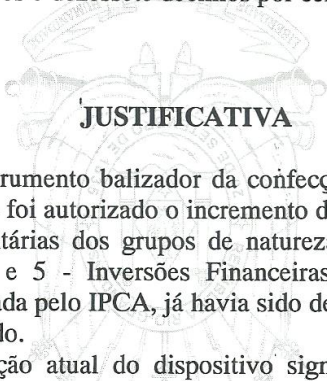 JUSTIFICATIVA
rumento balizador da confecç
foi autorizado o incremento d
tárias dos grupos de natureza
e 5 - Inversões Financeiras
da pelo IPCA, já havia sido de
do.
ção atual do dispositivo sign